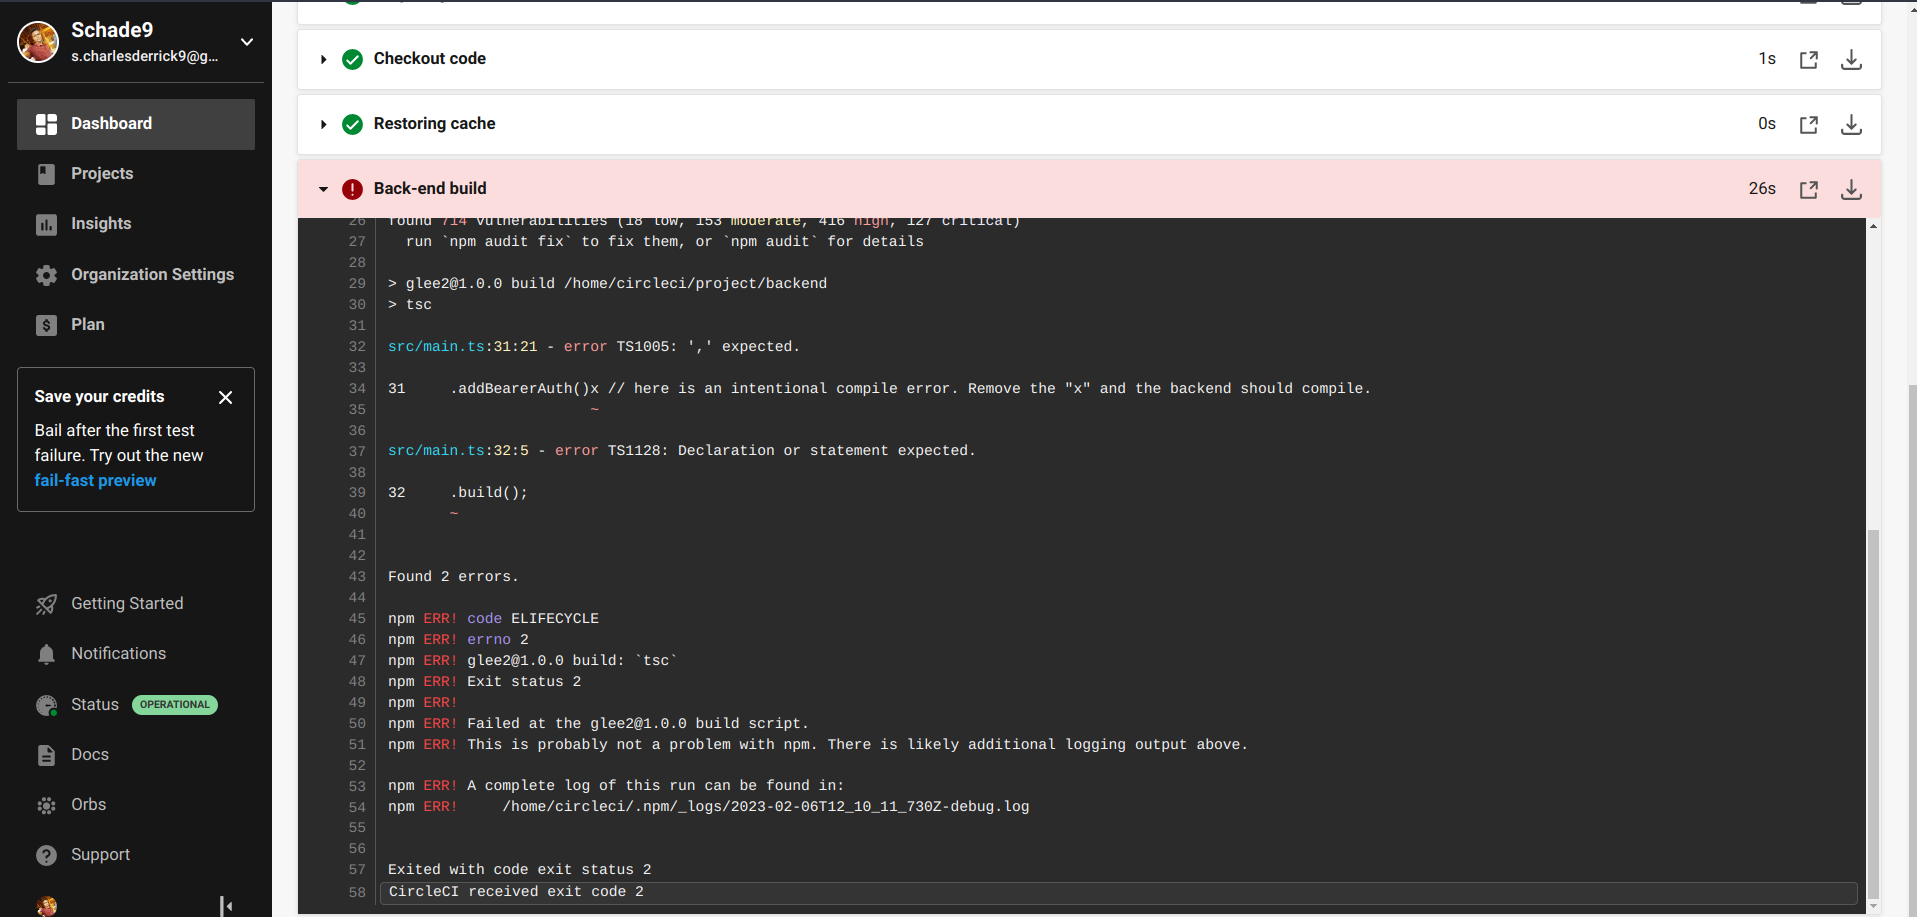 Schade9
s.charlesderrick9@g...
Dashboard
Projects
Insights
Organization Settings
Plan
Save your credits
Bail after the first test
failure. Try out the new
fail-fast preview
Getting Started
Notifications
Status OPERATIONAL
Docs
Orbs
Support
Checkout code 1s
Restoring cache 0s
Back-end build 26s
26 found 714 vulnerabilities (18 low, 153 moderate, 416 high, 127 critical)
27   run `npm audit fix` to fix them, or `npm audit` for details
28
29 > glee2@1.0.0 build /home/circleci/project/backend
30 > tsc
31
32 src/main.ts:31:21 - error TS1005: ',' expected.
33
34 31     .addBearerAuth()x // here is an intentional compile error. Remove the "x" and the backend should compile.
35                        ~
36
37 src/main.ts:32:5 - error TS1128: Declaration or statement expected.
38
39 32     .build();
40        ~
41
42
43 Found 2 errors.
44
45 npm ERR! code ELIFECYCLE
46 npm ERR! errno 2
47 npm ERR! glee2@1.0.0 build: `tsc`
48 npm ERR! Exit status 2
49 npm ERR!
50 npm ERR! Failed at the glee2@1.0.0 build script.
51 npm ERR! This is probably not a problem with npm. There is likely additional logging output above.
52
53 npm ERR! A complete log of this run can be found in:
54 npm ERR!     /home/circleci/.npm/_logs/2023-02-06T12_10_11_730Z-debug.log
55
56
57 Exited with code exit status 2
58 CircleCI received exit code 2